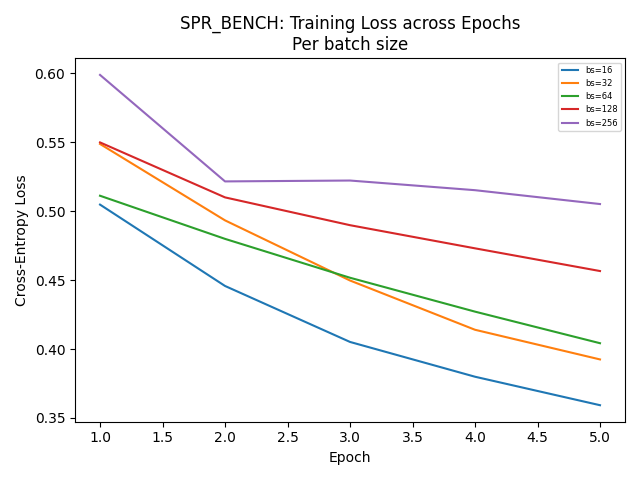 SPR_BENCH: Training Loss across Epochs
Per batch size
bs=16
bs=32
bs=64
bs=128
bs=256
Cross-Entropy Loss
0.60
0.55
0.50
0.45
0.40
0.35
1.0 1.5 2.0 2.5 3.0 3.5 4.0 4.5 5.0
Epoch